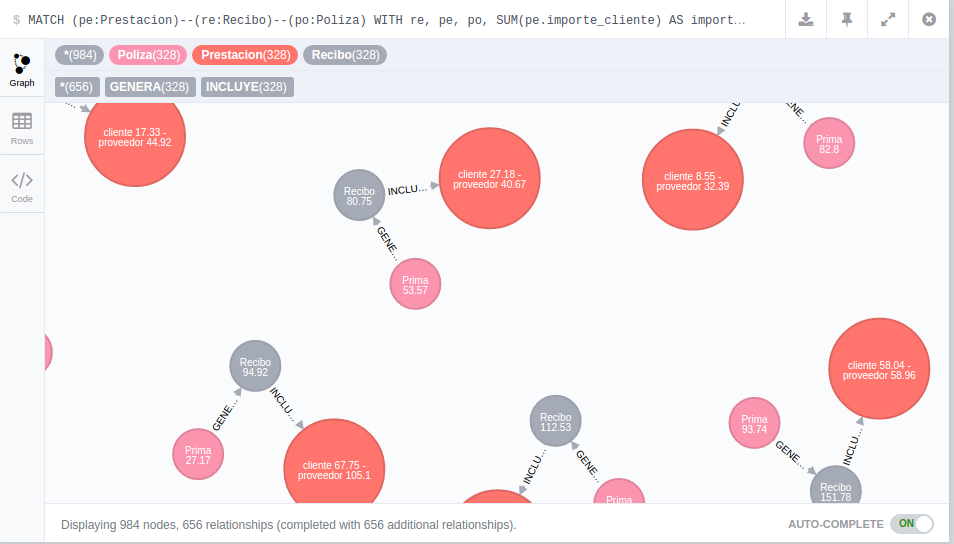 $ MATCH (pe:Prestacion)--(re:Recibo)--(po:Poliza) WITH re, pe, po, SUM(pe.importe_cliente) AS import…
Graph
Rows
Code
*(984) Poliza(328) Prestacion(328) Recibo(328)
*(656) GENERA(328) INCLUYE(328)
cliente 17.33 -
proveedor 44.92
Recibo
80.75
INCLU…
cliente 27.18 -
proveedor 40.67
GENE…
Prima
53.57
INCLU
cliente 8.55 -
proveedor 32.39
ENE…
Prima
82.8
Recibo
94.92
GENE…
INCLU…
Prima
27.17
cliente 67.75 -
proveedor 105.1
Recibo
112.53
INCLU…
GENE…
Prima
cliente 58.04 -
proveedor 58.96
Prima
93.74
GENE…
INCLU…
Recibo
151.78
Displaying 984 nodes, 656 relationships (completed with 656 additional relationships).
AUTO-COMPLETE ON